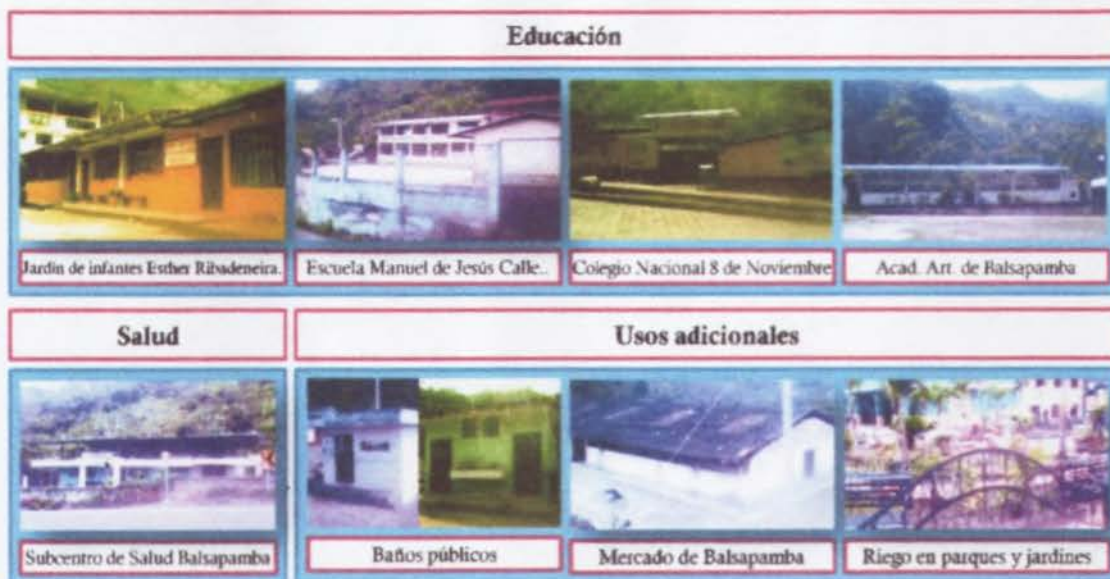 Educación
Jardín de infantes Esther Ribadeneira.
Escuela Manuel de Jesús Calle..
Colegio Nacional 8 de Noviembre
Acad. Art. de Balsapamba
Salud
Usos adicionales
Subcentro de Salud Balsapamba
Baños públicos
Mercado de Balsapamba
Riego en parques y jardines